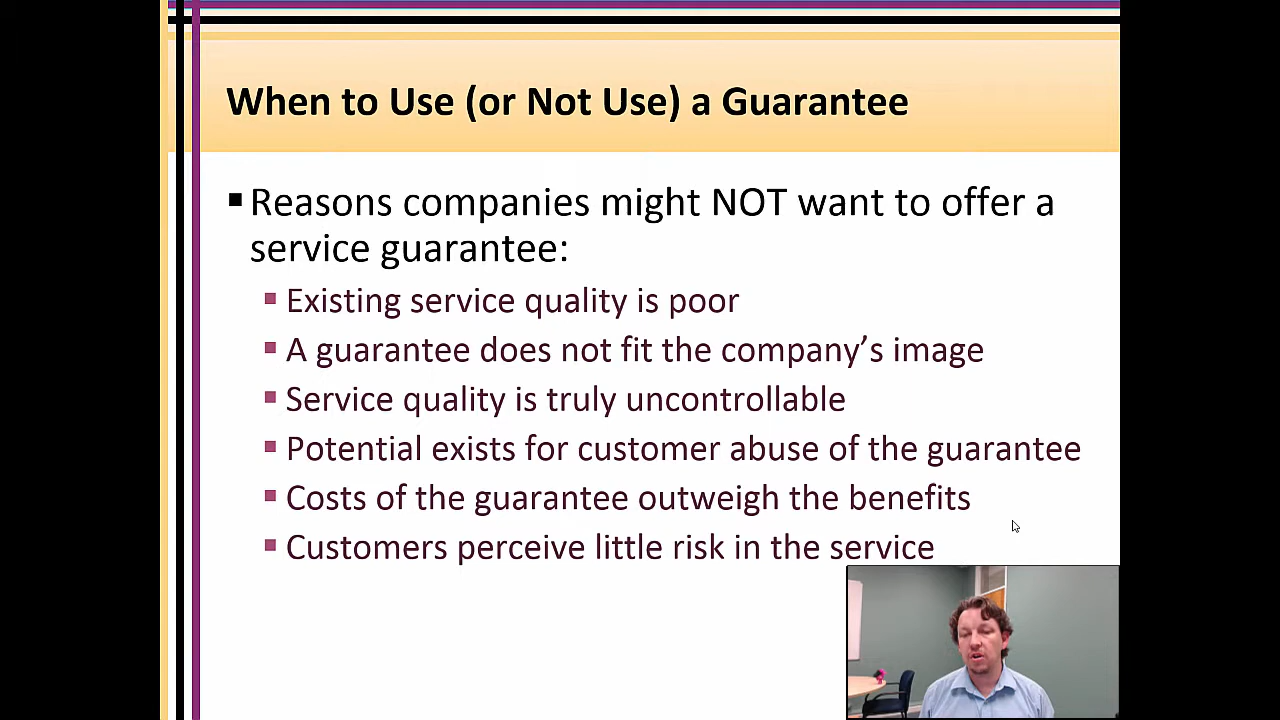 When to Use (or Not Use) a Guarantee
▪ Reasons companies might NOT want to offer a
service guarantee:
▪ Existing service quality is poor
▪ A guarantee does not fit the company’s image
▪ Service quality is truly uncontrollable
▪ Potential exists for customer abuse of the guarantee
▪ Costs of the guarantee outweigh the benefits
▪ Customers perceive little risk in the service